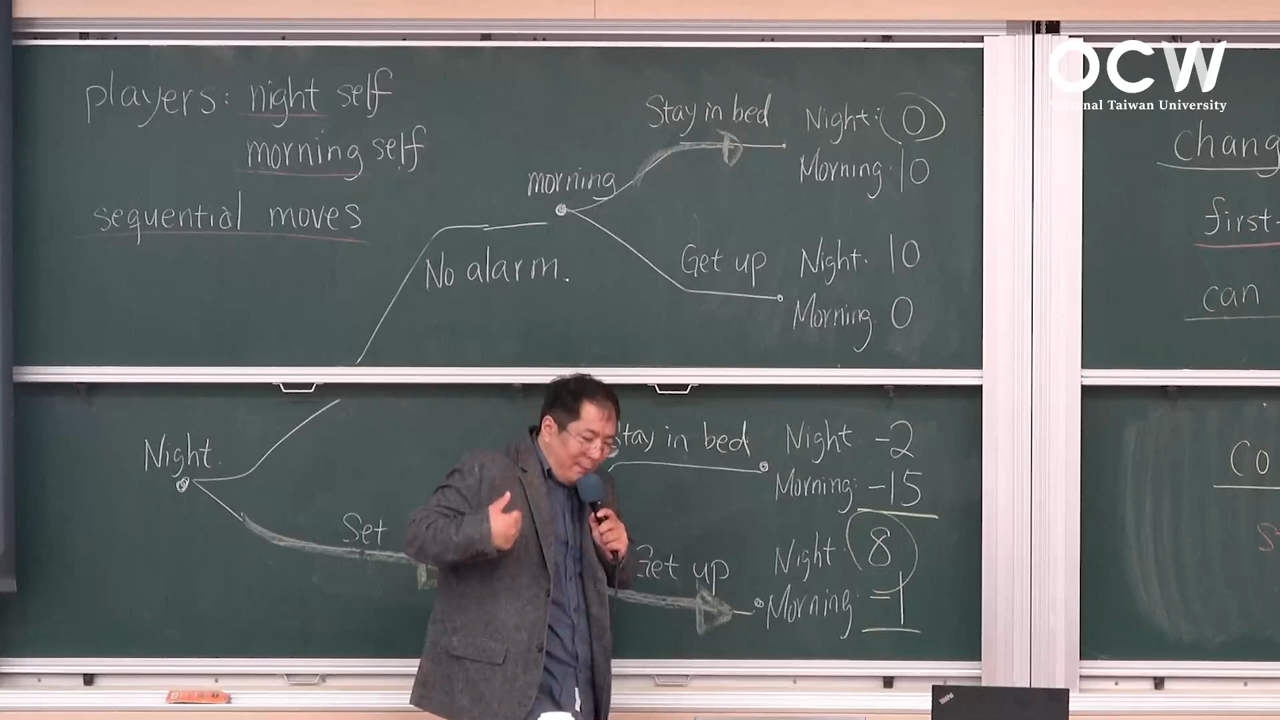 OCW
National Taiwan University
players: night self
morning self
sequential moves
morning
No alarm.
Stay in bed
Night: 0
Morning: 10
Get up
Night. 10
Morning. 0
Night.
Set
Stay in bed
Night -2
Morning: -15
Get up
Night: 8
Morning: -1
first-
can